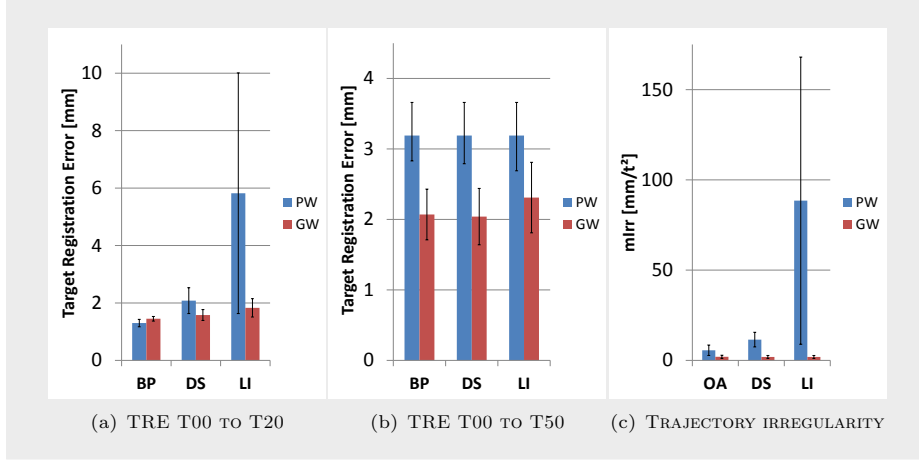 Target Registration Error [mm]
10
8
6
4
2
0
BP DS LI
PW
GW
(a) TRE T00 TO T20
Target Registration Error [mm]
4
3
2
1
0
BP DS LI
PW
GW
(b) TRE T00 TO T50
mIrr [mm/t²]
150
100
50
0
OA DS LI
PW
GW
(c) TRAJECTORY IRREGULARITY